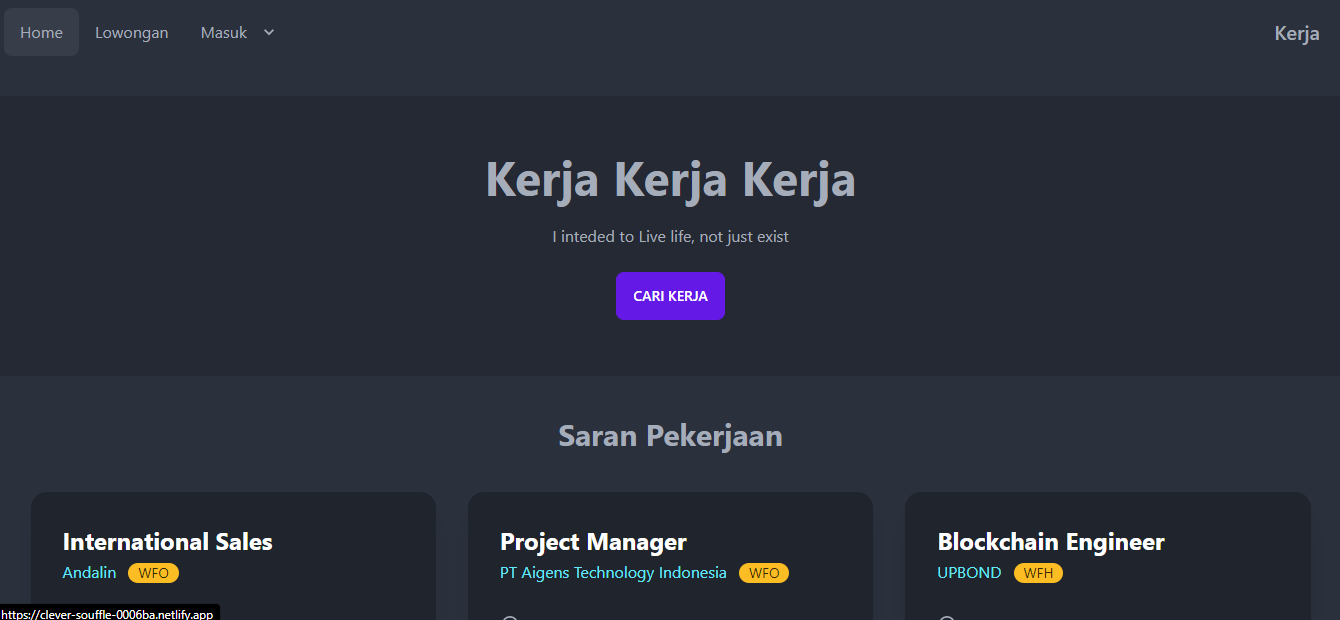 Home Lowongan Masuk Kerja
Kerja Kerja Kerja
I inteded to Live life, not just exist
CARI KERJA
Saran Pekerjaan
International Sales
Andalin WFO
Project Manager
PT Aigens Technology Indonesia WFO
Blockchain Engineer
UPBOND WFH
https://clever-souffle-0006ba.netlify.app